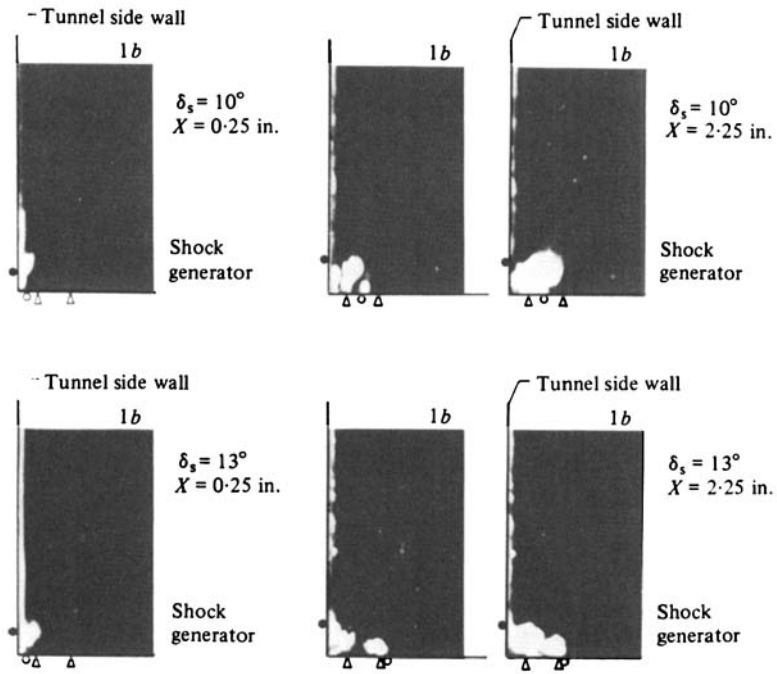 Tunnel side wall
Tunnel side wall
1b
1b
1b
δs = 10°
X = 0·25 in.
δs = 10°
X = 2·25 in.
Shock
generator
Shock
generator
Tunnel side wall
Tunnel side wall
1b
1b
1b
δs = 13°
X = 0·25 in.
δs = 13°
X = 2·25 in.
Shock
generator
Shock
generator